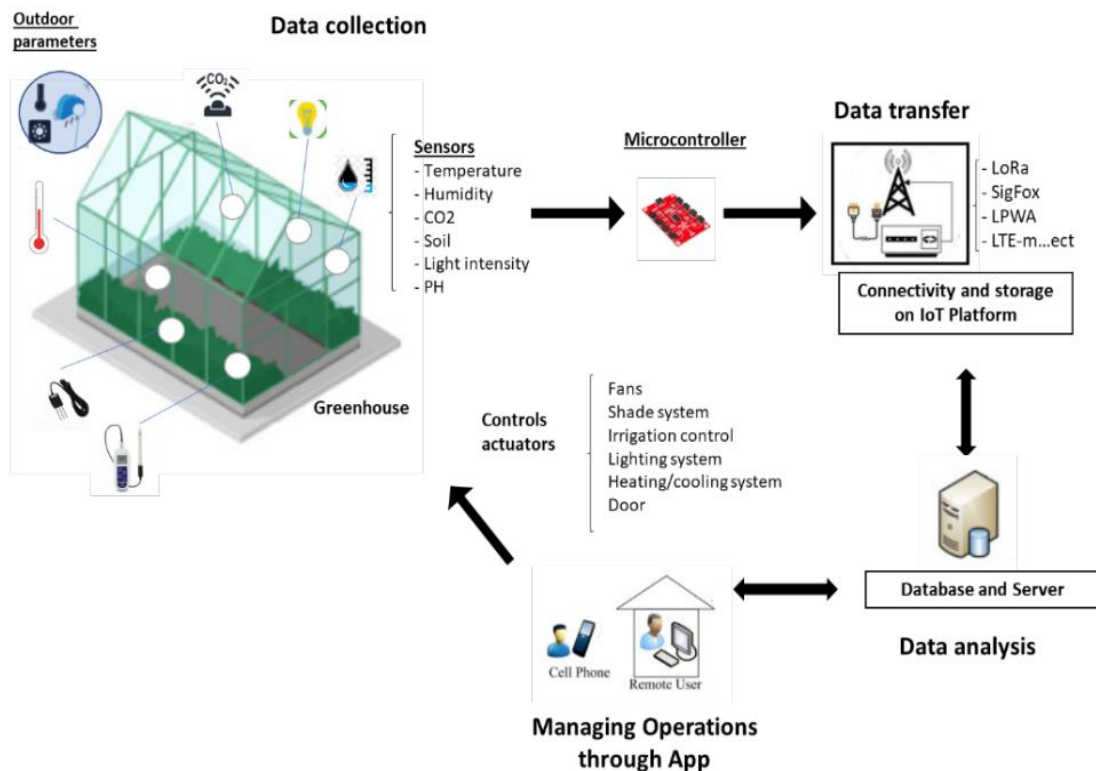 Outdoor
parameters
Data collection
CO₂
Sensors
- Temperature
- Humidity
- CO2
- Soil
- Light intensity
- PH
Greenhouse
Microcontroller
Data transfer
- LoRa
- SigFox
- LPWA
- LTE-m...ect
Connectivity and storage
on IoT Platform
Controls
actuators
Fans
Shade system
Irrigation control
Lighting system
Heating/cooling system
Door
Database and Server
Data analysis
Cell Phone
Remote User
Managing Operations
through App